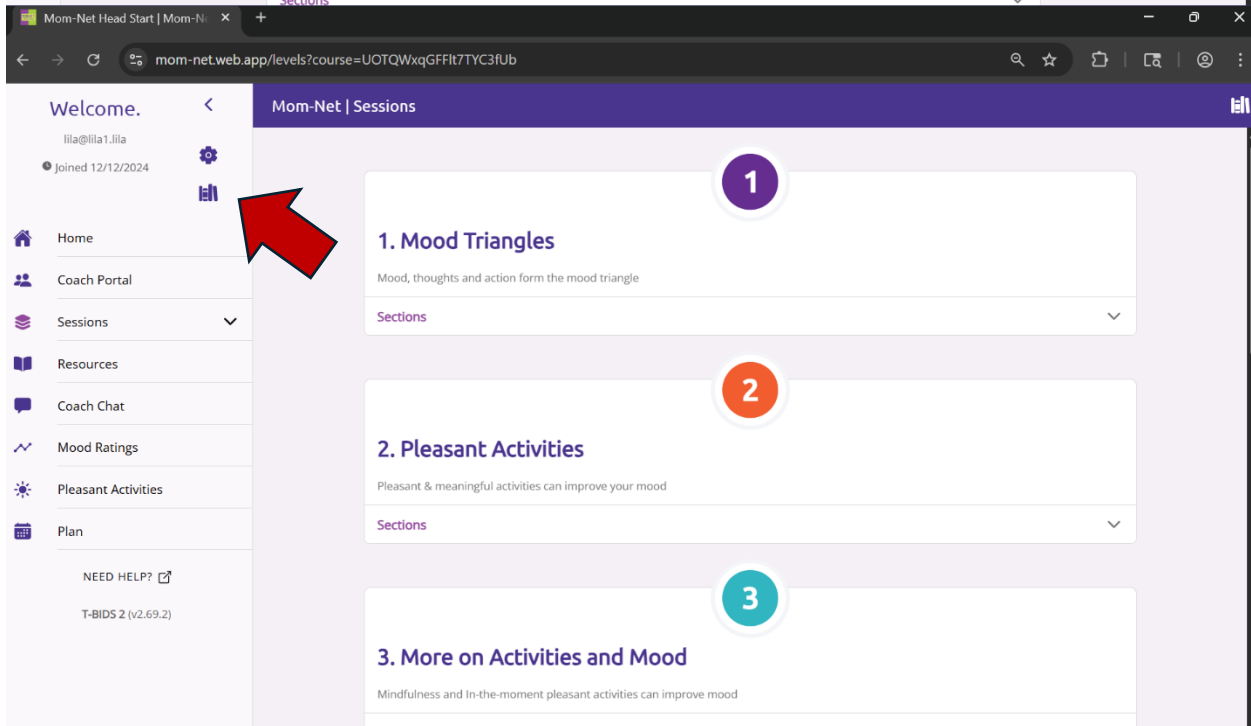 Sections
Mom-Net Head Start | Mom-Ne
mom-net.web.app/levels?course=UOTQWxqGFFlt7TYC3fUb
Welcome.
lila@lila1.lila
Joined 12/12/2024
Home
Coach Portal
Sessions
Resources
Coach Chat
Mood Ratings
Pleasant Activities
Plan
NEED HELP?
T-BIDS 2 (v2.69.2)
Mom-Net | Sessions
1
1. Mood Triangles
Mood, thoughts and action form the mood triangle
Sections
2
2. Pleasant Activities
Pleasant & meaningful activities can improve your mood
Sections
3
3. More on Activities and Mood
Mindfulness and In-the-moment pleasant activities can improve mood